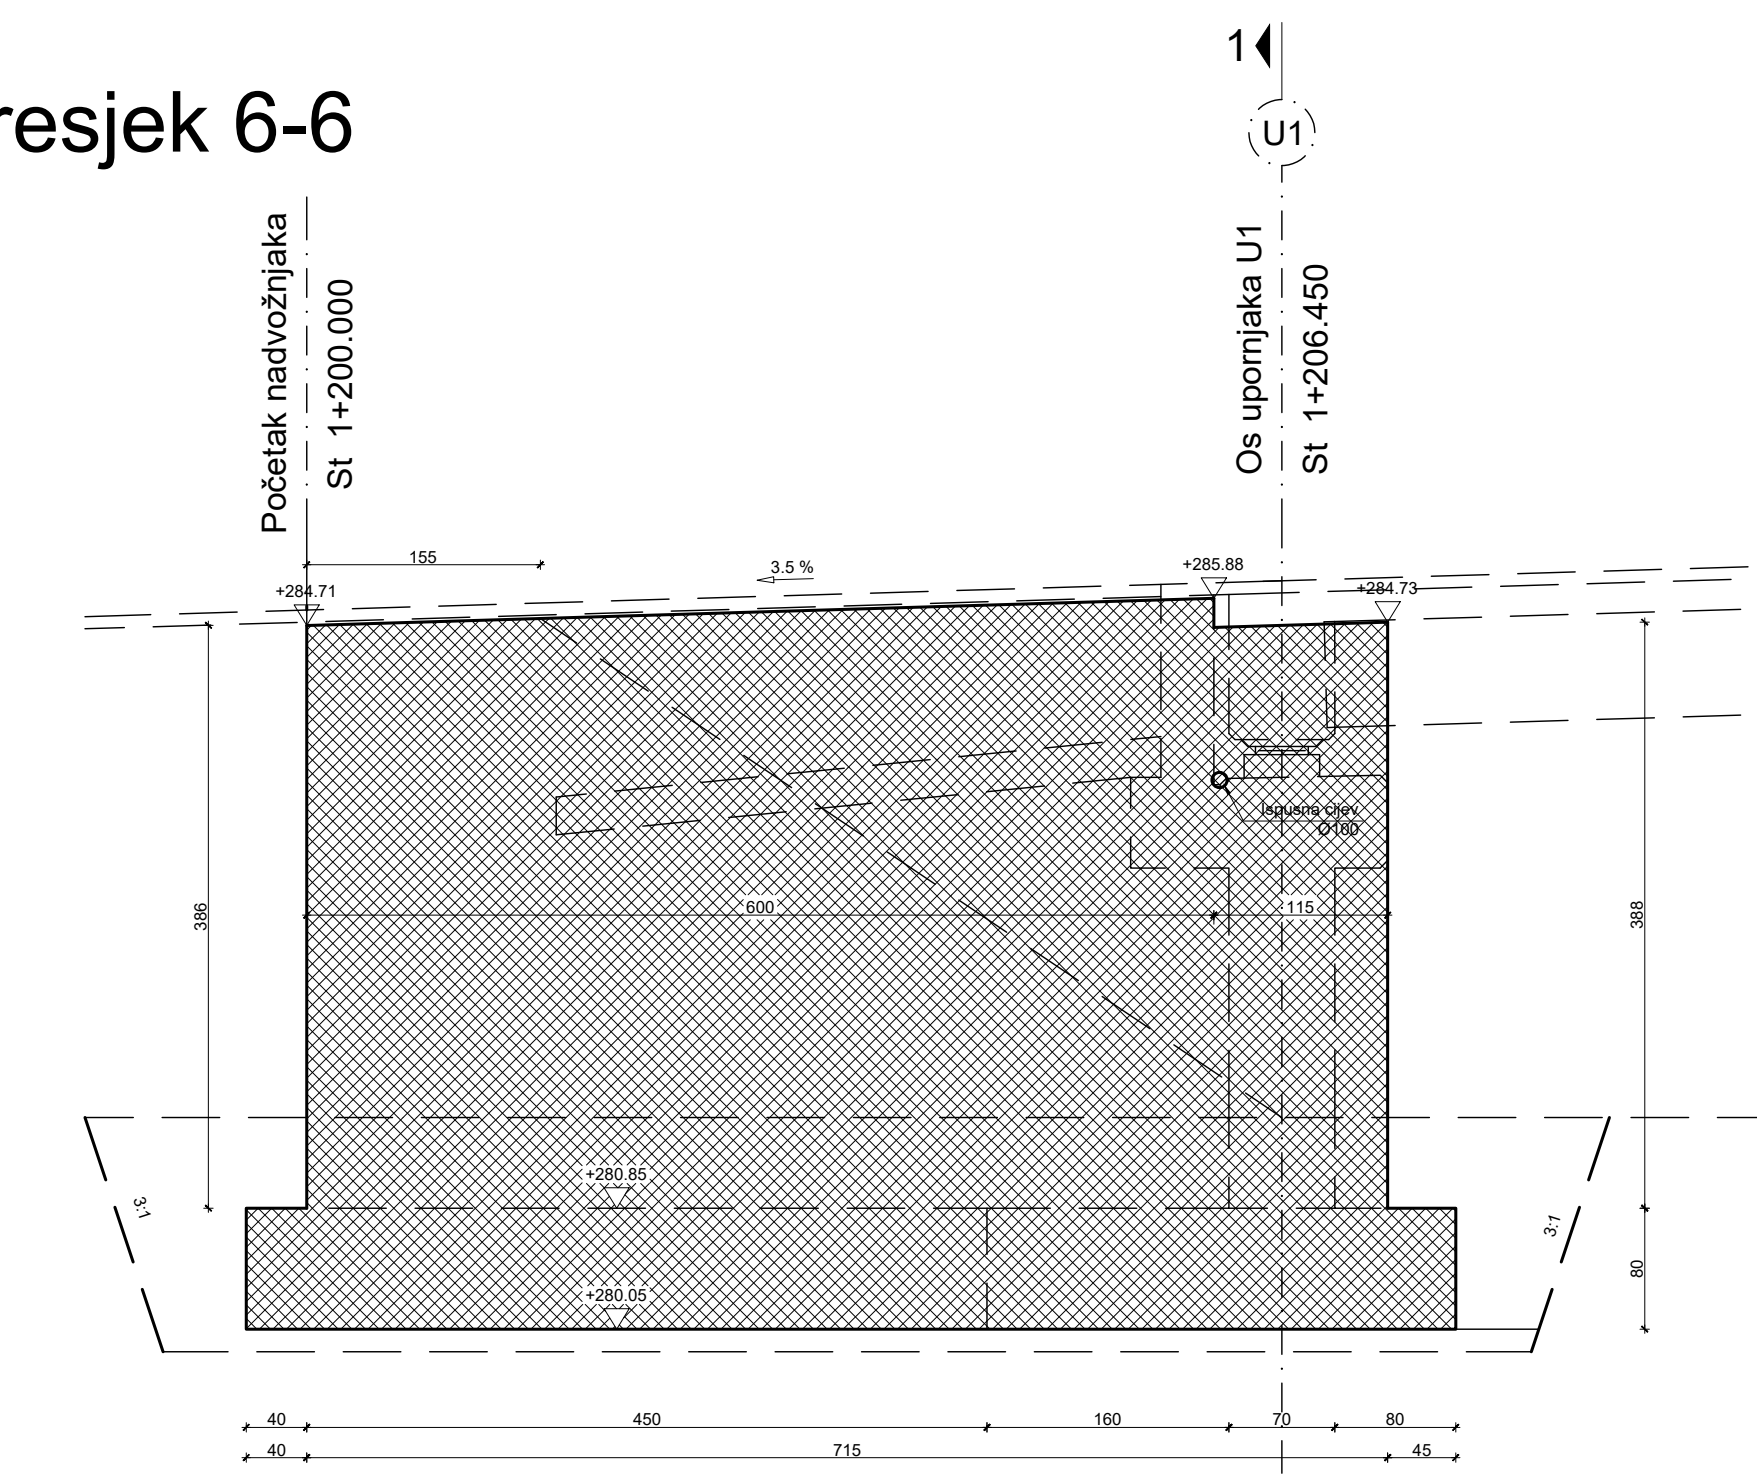 1
resjek 6-6
U1
Početak nadvožnjaka
St 1+200.000
Os upornjaka U1
St 1+206.450
155
3.5 %
+285.88
+284.71
+284.73
Ispusna cijev
Ø100
600
115
386
388
+280.85
3:1
3:1
80
+280.05
40
450
160
70
80
40
715
45